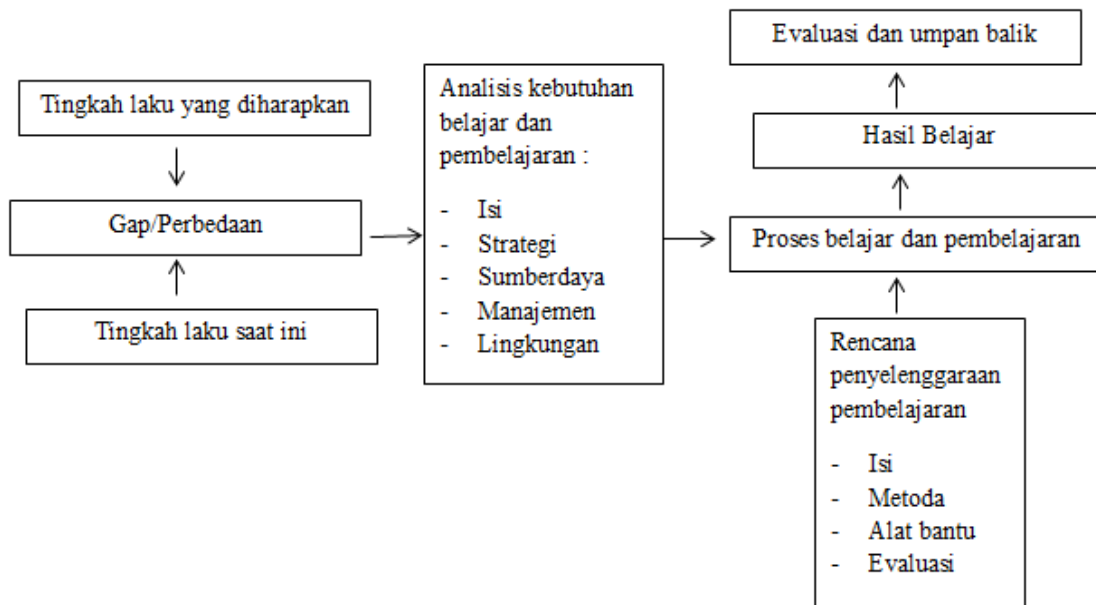 Tingkah laku yang diharapkan
Gap/Perbedaan
Tingkah laku saat ini
Analisis kebutuhan
belajar dan
pembelajaran :
- Isi
- Strategi
- Sumberdaya
- Manajemen
- Lingkungan
Evaluasi dan umpan balik
Hasil Belajar
Proses belajar dan pembelajaran
Rencana
penyelenggaraan
pembelajaran
- Isi
- Metoda
- Alat bantu
- Evaluasi